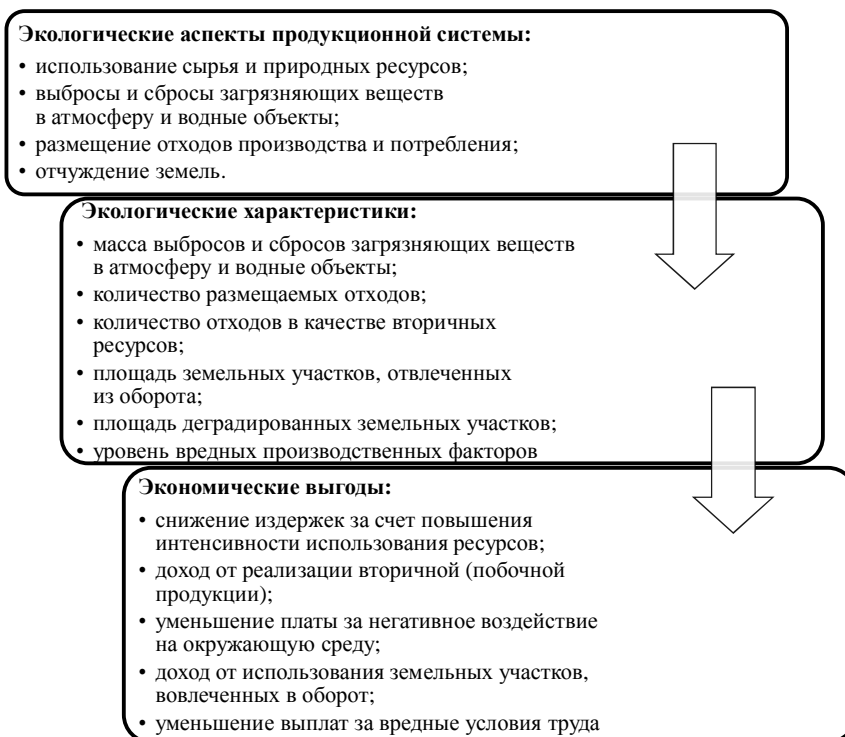 Экологические аспекты продукционной системы:
• использование сырья и природных ресурсов;
• выбросы и сбросы загрязняющих веществ
в атмосферу и водные объекты;
• размещение отходов производства и потребления;
• отчуждение земель.
Экологические характеристики:
• масса выбросов и сбросов загрязняющих веществ
в атмосферу и водные объекты;
• количество размещаемых отходов;
• количество отходов в качестве вторичных
ресурсов;
• площадь земельных участков, отвлеченных
из оборота;
• площадь деградированных земельных участков;
• уровень вредных производственных факторов
Экономические выгоды:
• снижение издержек за счет повышения
интенсивности использования ресурсов;
• доход от реализации вторичной (побочной
продукции);
• уменьшение платы за негативное воздействие
на окружающую среду;
• доход от использования земельных участков,
вовлеченных в оборот;
• уменьшение выплат за вредные условия труда